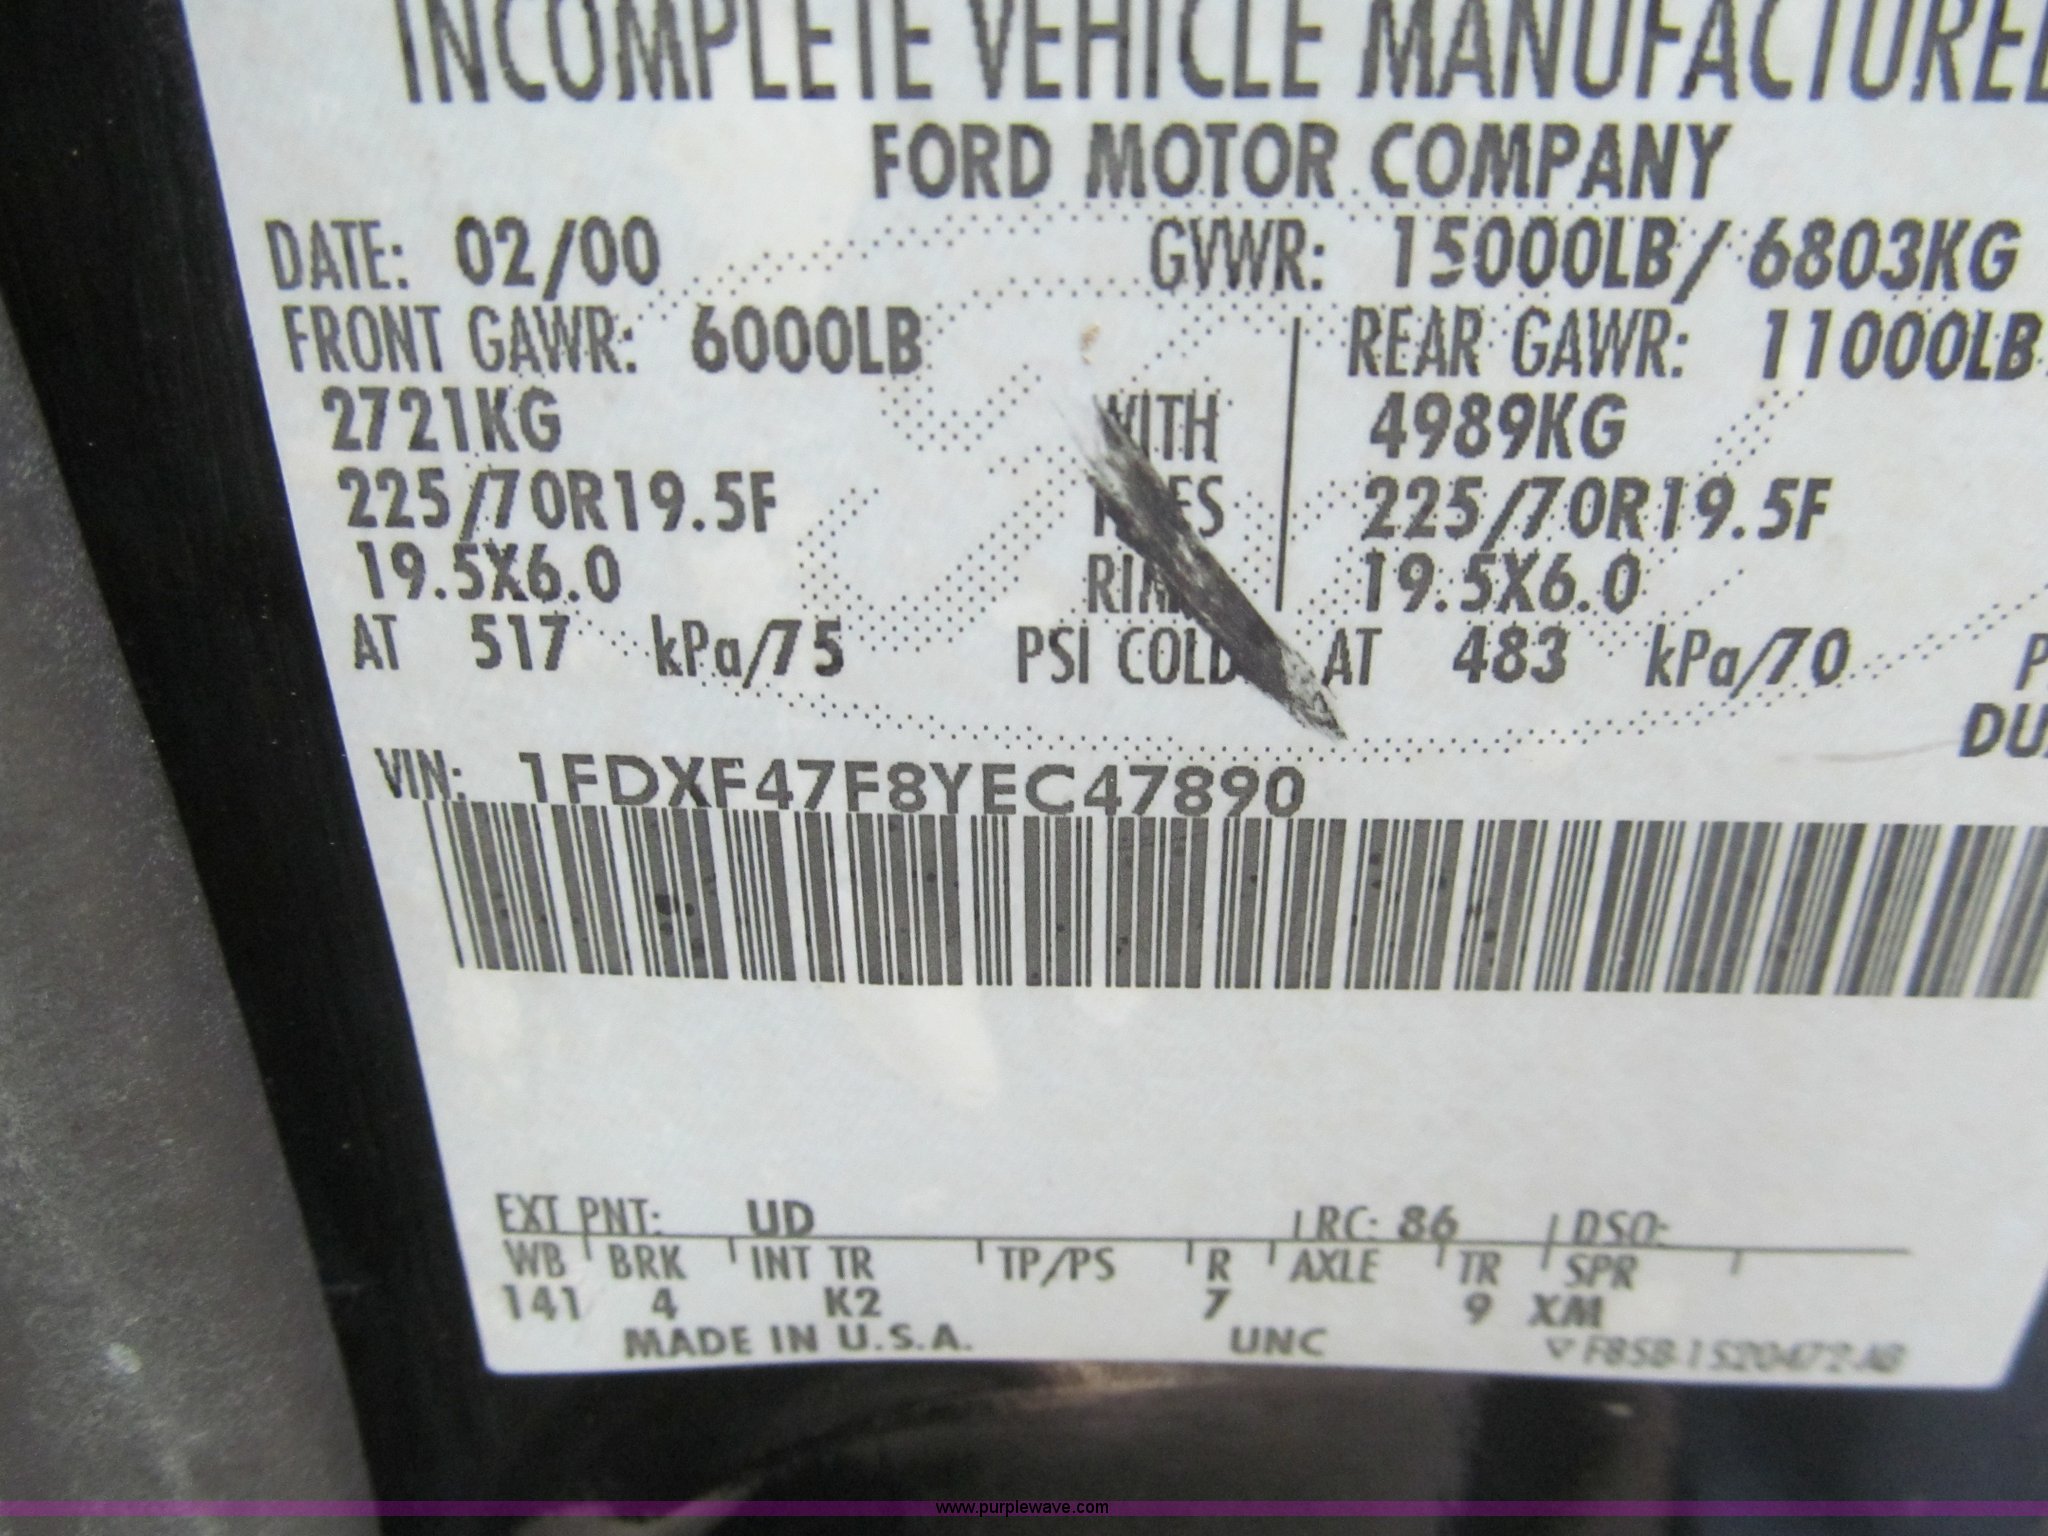 INCOMPLETE VEHICLE MANUFACTURED
FORD MOTOR COMPANY
DATE: 02/00 GVWR: 15000LB/ 6803KG
FRONT GAWR: 6000LB REAR GAWR: 11000LB
2721KG WITH 4989KG
225/70R19.5F 225/70R19.5F
19.5X6.0 19.5X6.0
AT 517 kPa/75 PSI COLD AT 483 kPa/70 P
DU
VIN: 1FDXF47F8YEC47890
EXT PNT: UD RC: 86 DSO:
WB BRK INT TR TP/PS R AXLE TR SPR
141 4 K2 7 9 XM
MADE IN U.S.A. UNC
www.purplewave.com